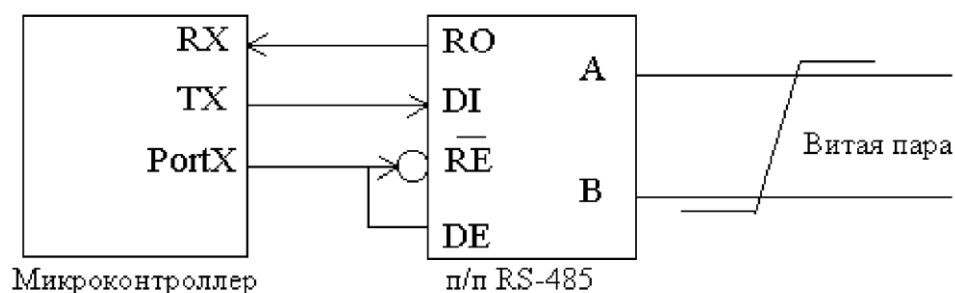 RX
TX
PortX
Микроконтроллер
RO
DI
RE
DE
A
B
п/п RS-485
Витая пара